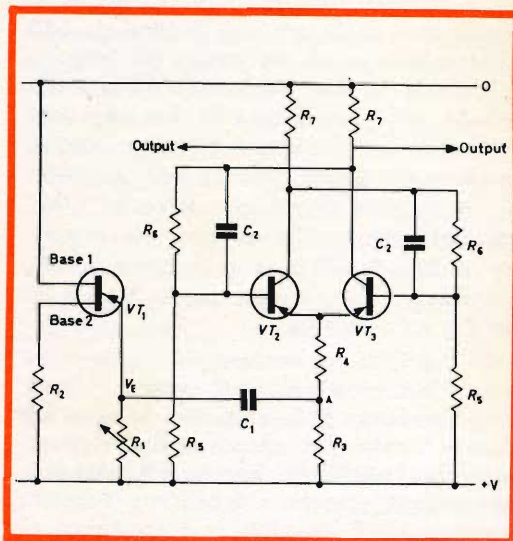 O
R₇
R₇
Output
Output
R₆
C₂
C₂
R₆
Base 1
Base 2
VT₁
VT₂
VT₃
R₂
R₄
V_E
C₁
A
R₁
R₅
R₃
R₅
+V